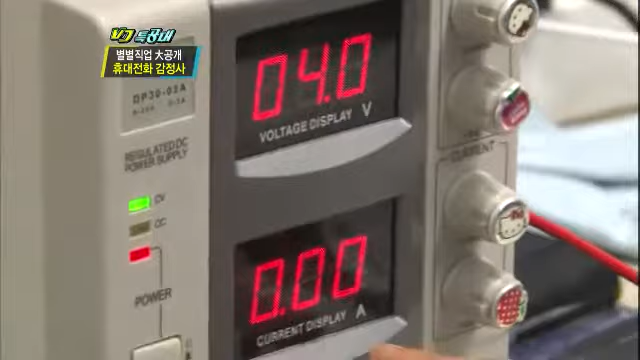 VJ 특공대
별별직업 大공개
휴대전화 감정사
DP30-03A
04.0
VOLTAGE DISPLAY V
REGULATED DC
POWER SUPPLY
CURRENT
CV
CC
0.00
POWER
CURRENT DISPLAY A